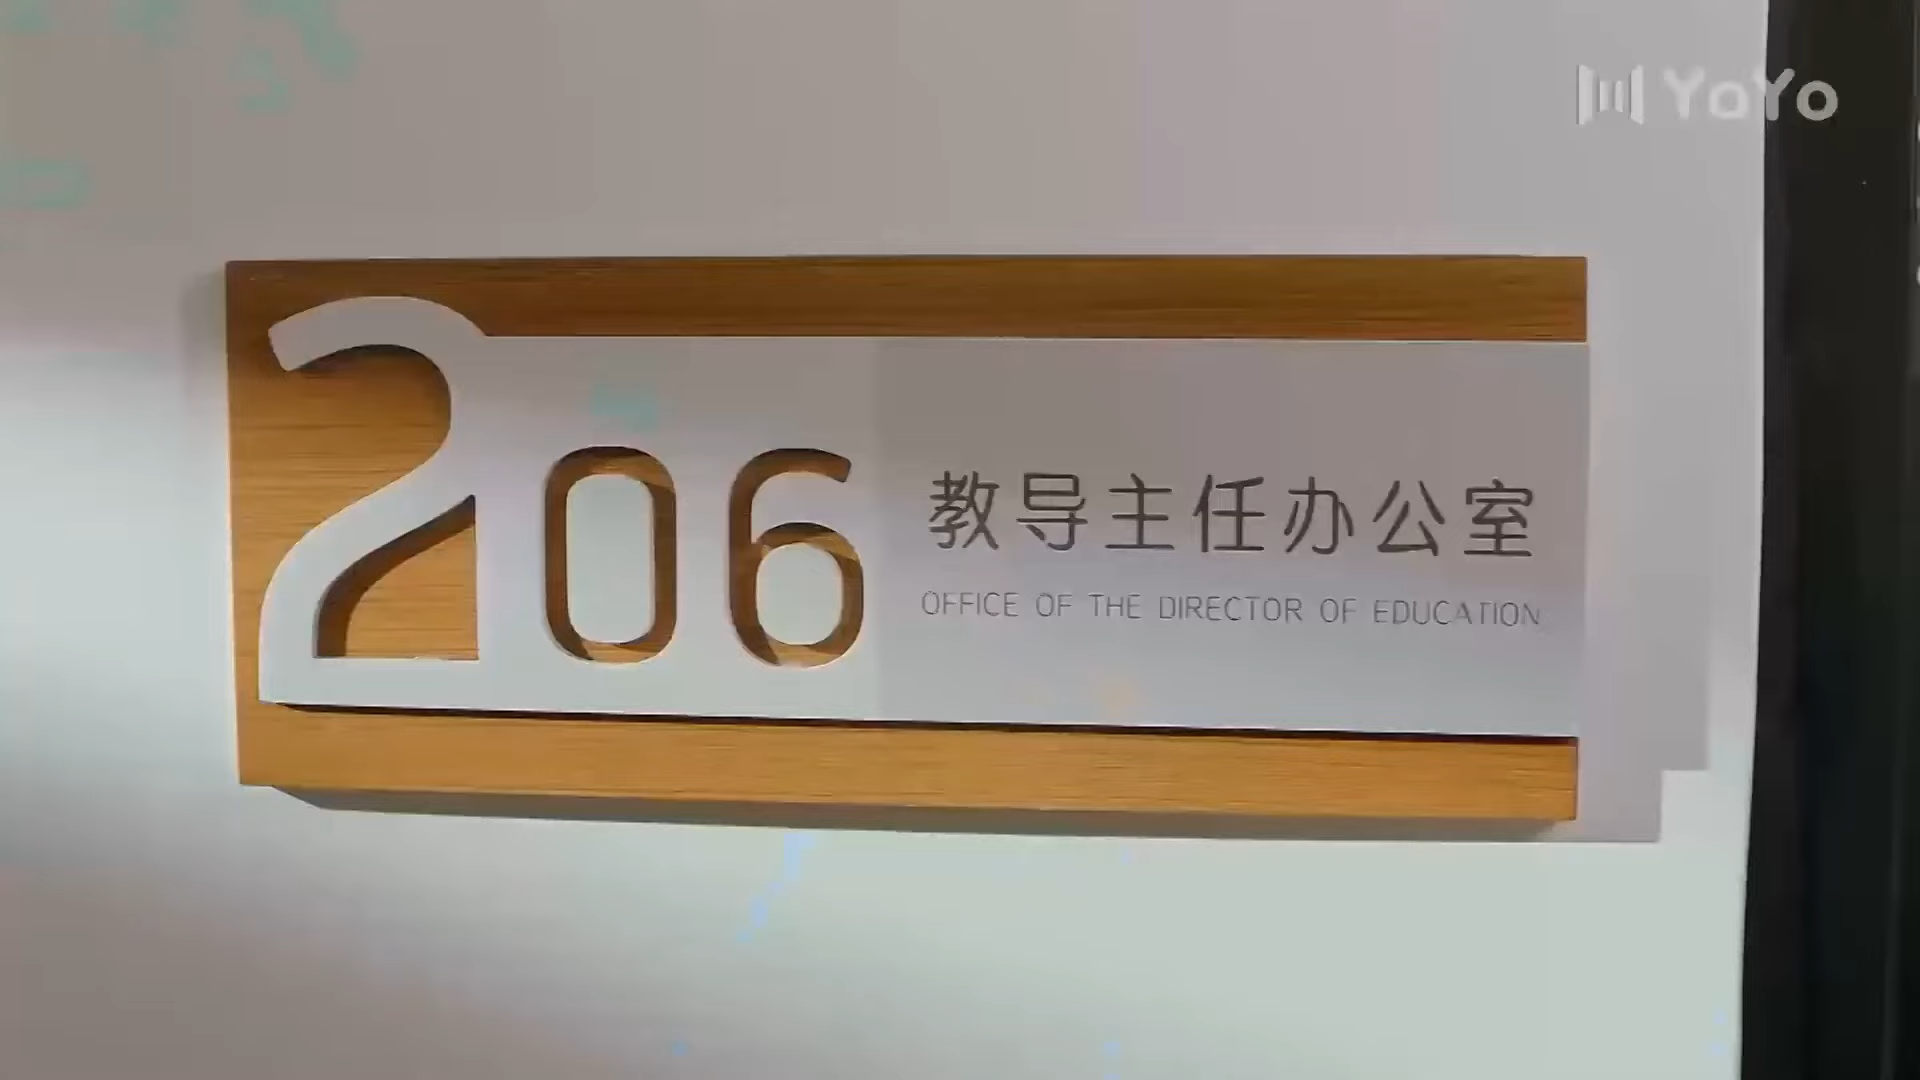 YoYo
206
教导主任办公室
OFFICE OF THE DIRECTOR OF EDUCATION